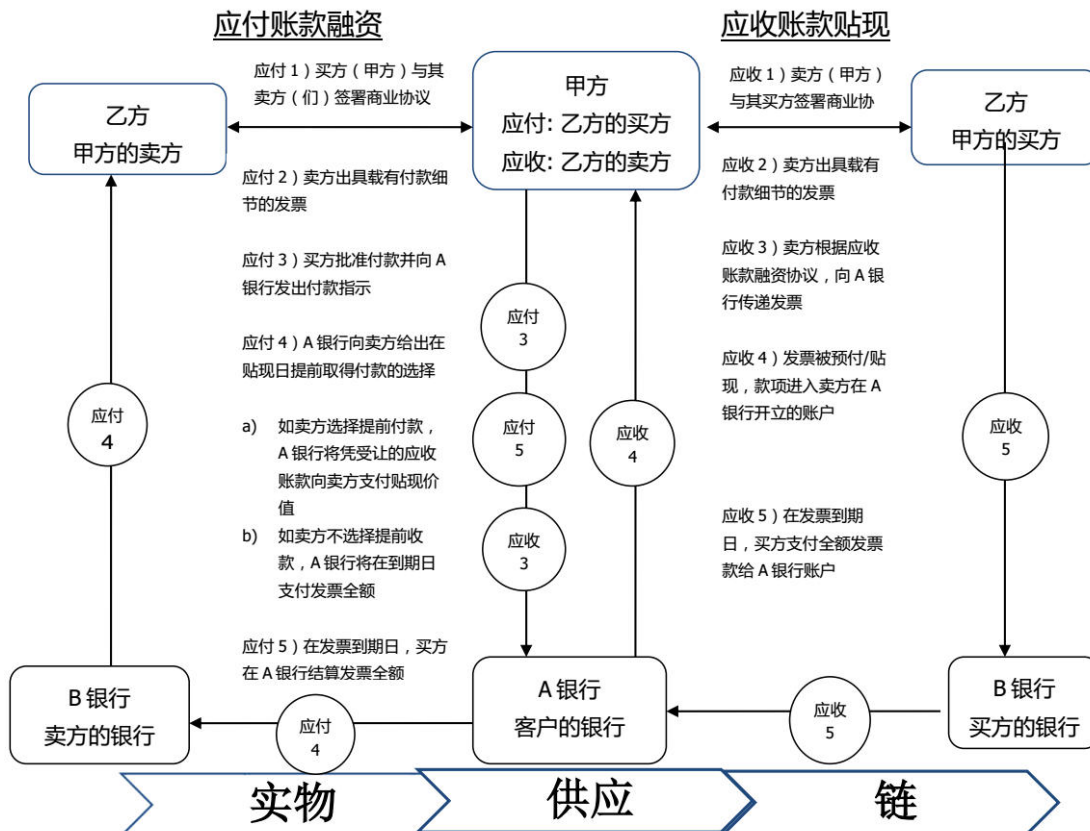 应付账款融资
应收账款贴现
应付 1）买方（甲方）与其
卖方（们）签署商业协议
应收 1）卖方（甲方）
与其买方签署商业协
乙方
甲方的卖方
甲方
应付: 乙方的买方
应收: 乙方的卖方
乙方
甲方的买方
应付 2）卖方出具载有付款细
节的发票
应付 3）买方批准付款并向 A
银行发出付款指示
应付 4）A 银行向卖方给出在
贴现日提前取得付款的选择
a) 如卖方选择提前付款，
A 银行将凭受让的应收
账款向卖方支付贴现价
值
b) 如卖方不选择提前收
款，A 银行将在到期日
支付发票全额
应付 5）在发票到期日，买方
在 A 银行结算发票全额
应收 2）卖方出具载有
付款细节的发票
应收 3）卖方根据应收
账款融资协议，向 A 银
行传递发票
应收 4）发票被预付/贴
现，款项进入卖方在 A
银行开立的账户
应收 5）在发票到期
日，买方支付全额发票
款给 A 银行账户
应付
4
应付
3
应付
5
应收
3
应收
4
应收
5
B 银行
卖方的银行
应付
4
A 银行
客户的银行
应收
5
B 银行
买方的银行
实物
供应
链